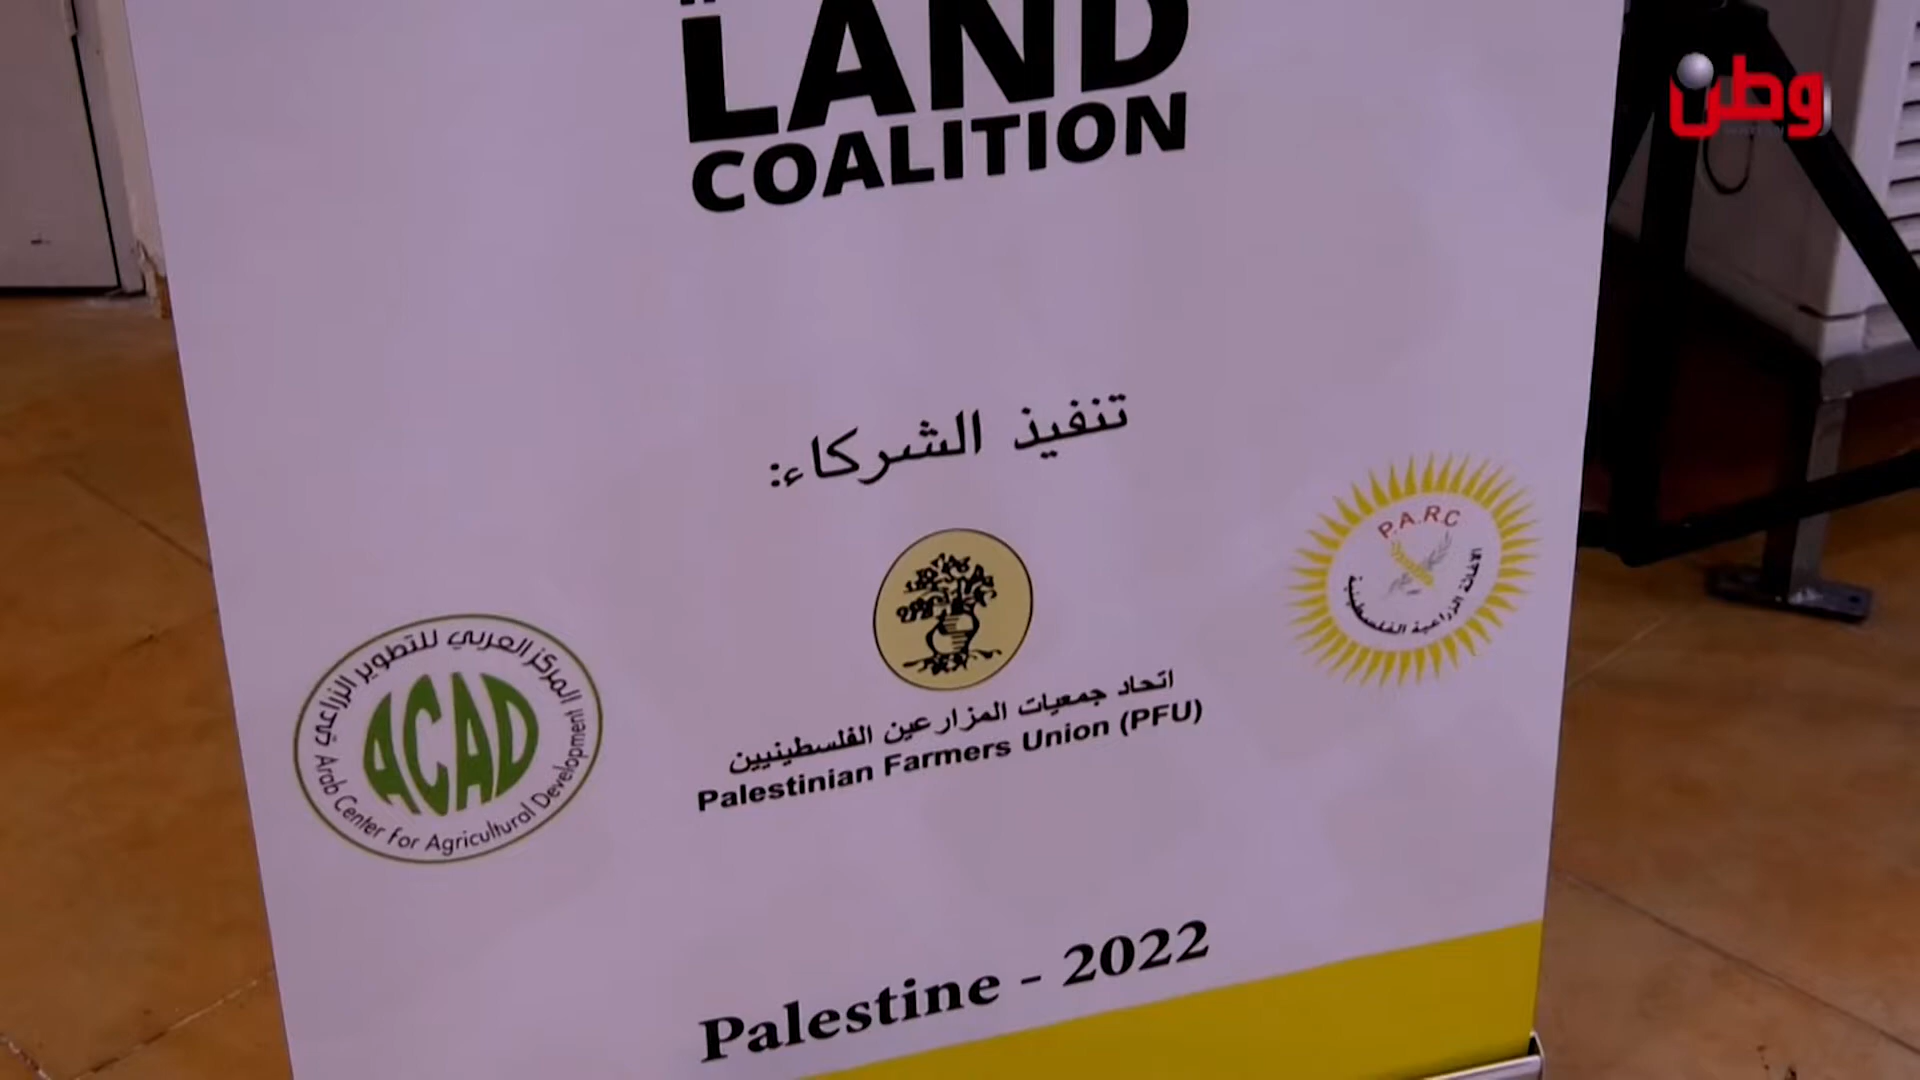 LAND
COALITION
وطن
تنفيذ الشركاء:
P.A.R.C
الاغاثة الزراعية الفلسطينية
المركز العربي للتطوير الزراعي
ACAD
Arab Center for Agricultural Development
اتحاد جمعيات المزارعين الفلسطينيين
Palestinian Farmers Union (PFU)
Palestine - 2022